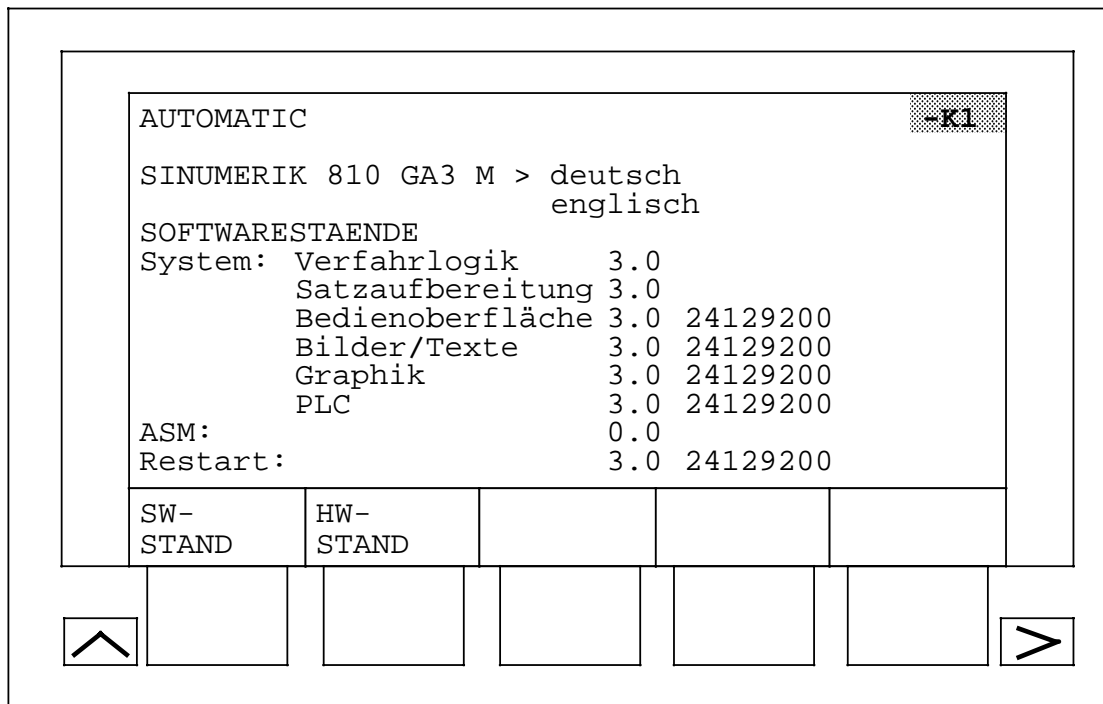 AUTOMATIC -K1
SINUMERIK 810 GA3 M > deutsch
englisch
SOFTWARESTAENDE
System: Verfahrlogik 3.0
Satzaufbereitung 3.0
Bedienoberfläche 3.0 24129200
Bilder/Texte 3.0 24129200
Graphik 3.0 24129200
PLC 3.0 24129200
ASM: 0.0
Restart: 3.0 24129200
SW- HW-
STAND STAND